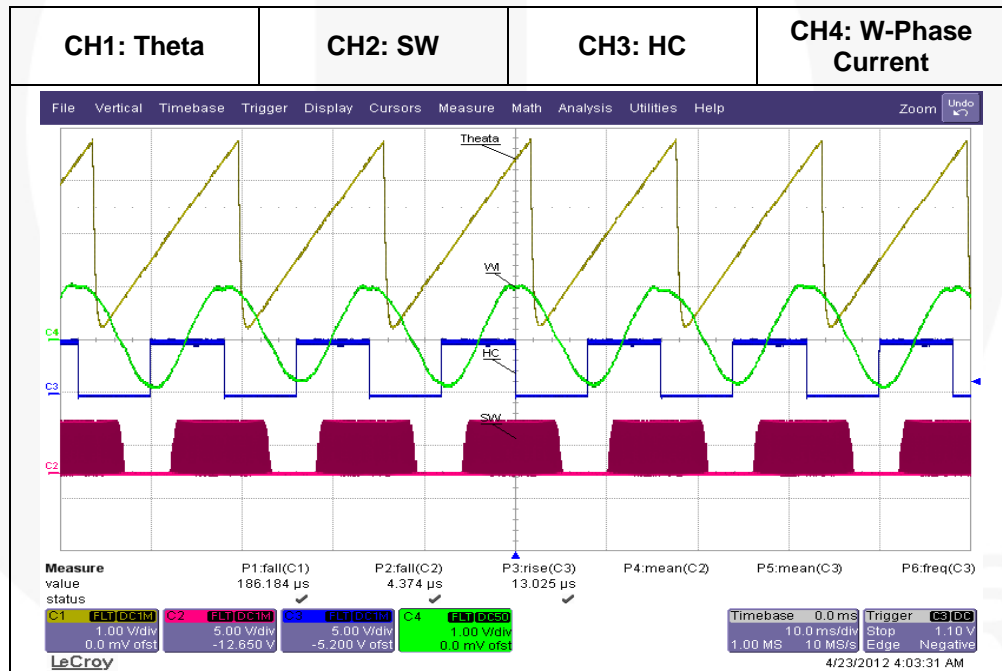 CH1: Theta
CH2: SW
CH3: HC
CH4: W-Phase
Current
File Vertical Timebase Trigger Display Cursors Measure Math Analysis Utilities Help
Zoom Undo
Theata
WI
C4
HC
C3
SW
C2
Measure P1:fall(C1) P2:fall(C2) P3:rise(C3) P4:mean(C2) P5:mean(C3) P6:freq(C3)
value 186.184 µs 4.374 µs 13.025 µs
status
C1 FLT DC1M
1.00 V/div
0.0 mV ofst
C2 FLT DC1M
5.00 V/div
-12.650 V
FLT DC1M
5.00 V/div
-5.200 V ofst
C4 FLT DC50
1.00 V/div
0.0 mV ofst
Timebase 0.0 ms
10.0 ms/div
1.00 MS 10 MS/s
Trigger C3 DC
Stop 1.10 V
Edge Negative
LeCroy
4/23/2012 4:03:31 AM